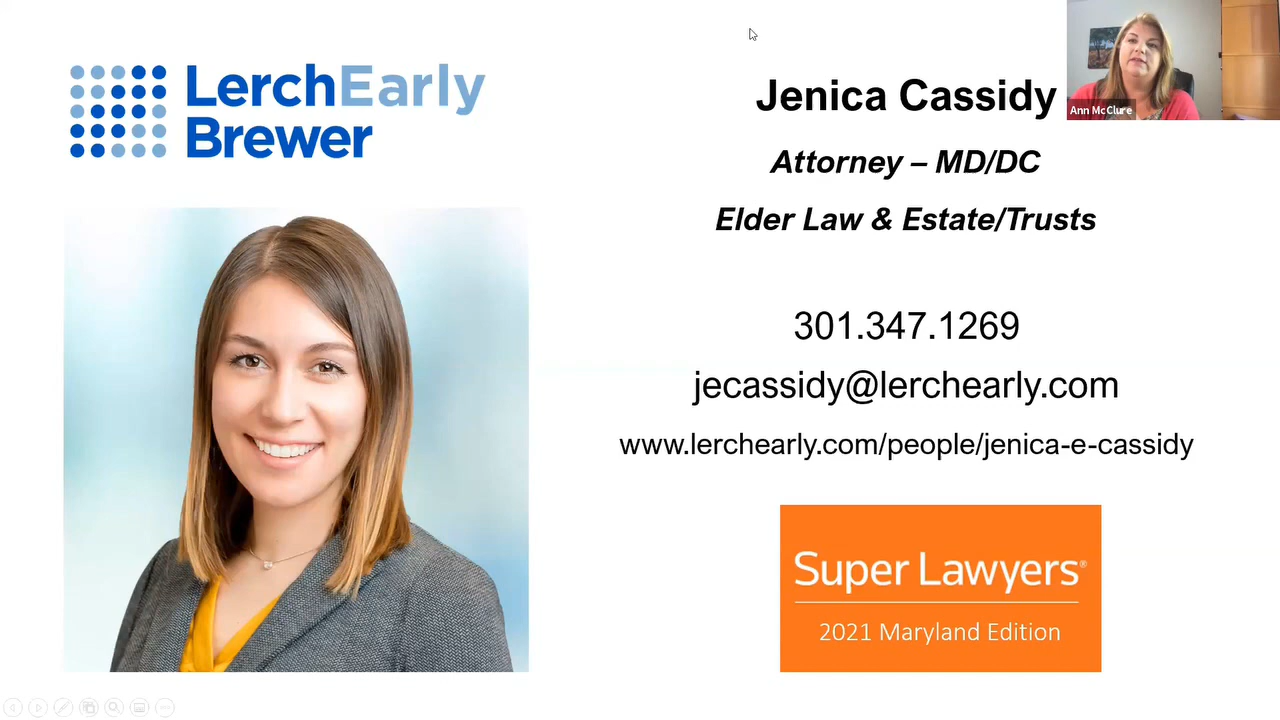 LerchEarly
Brewer
Jenica Cassidy
Attorney – MD/DC
Elder Law & Estate/Trusts
301.347.1269
jecassidy@lerchearly.com
www.lerchearly.com/people/jenica-e-cassidy
Super Lawyers®
2021 Maryland Edition
Ann McClure